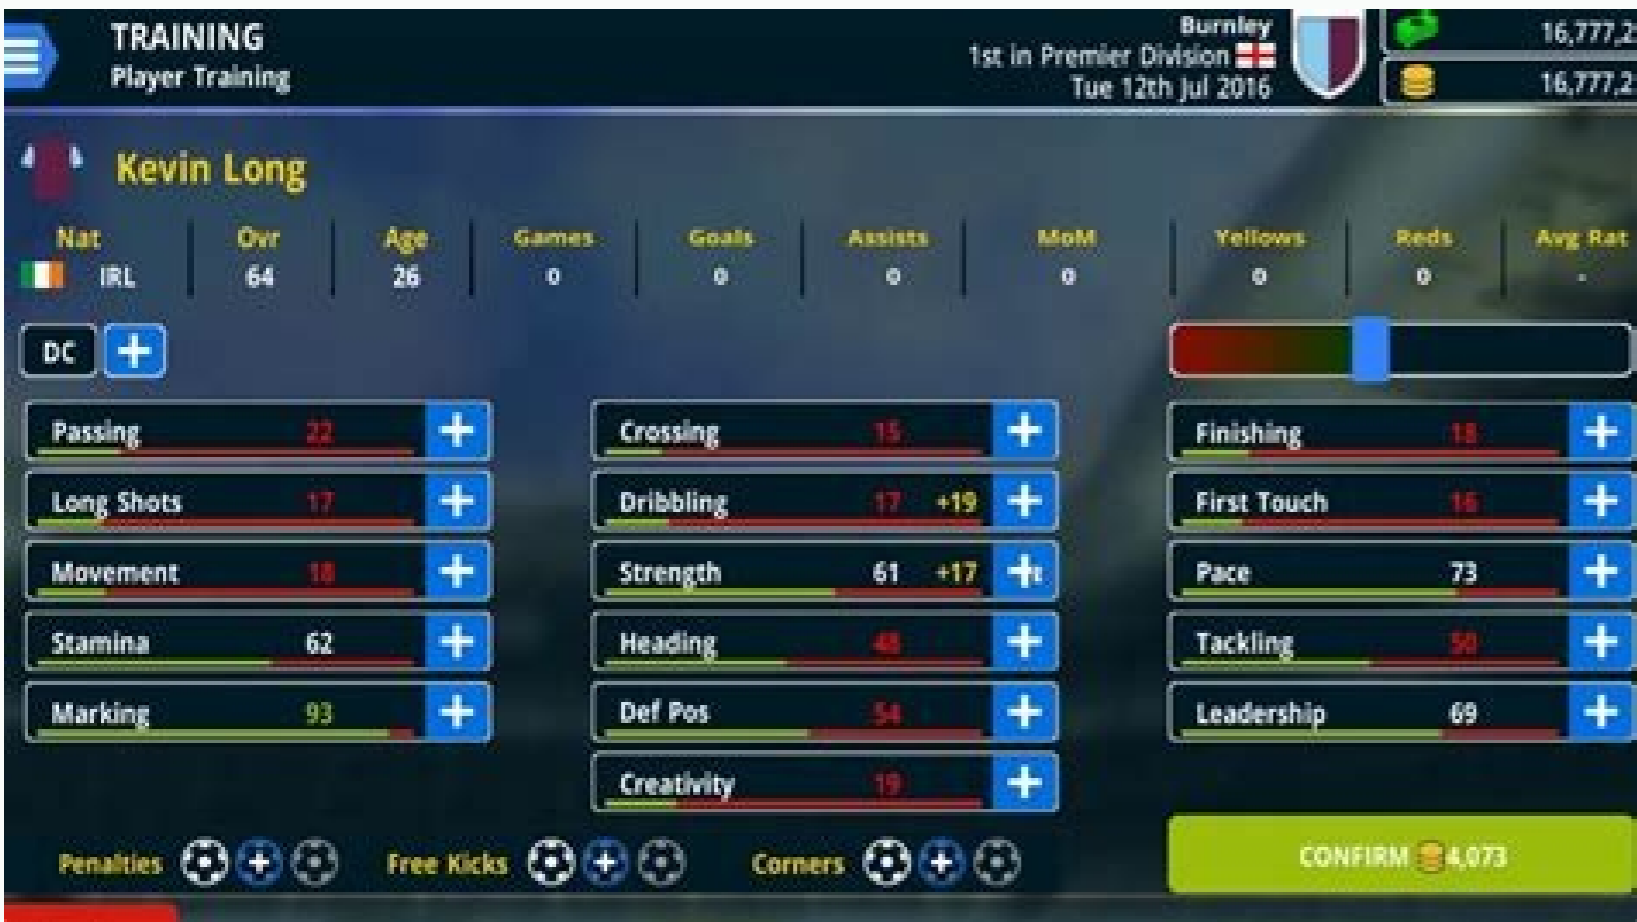 TRAINING
Player Training
Burnley
1st in Premier Division
Tue 12th Jul 2016
16,777,2
16,777,2
Kevin Long
Nat Ovr Age Games Goals Assists MoM Yellows Reds Avg Rat
IRL 64 26 0 0 0 0 0 0 -
DC
Passing 22 Crossing 15 Finishing 18
Long Shots 17 Dribbling 17 +19 First Touch 16
Movement 18 Strength 61 +17 Pace 73
Stamina 62 Heading 48 Tackling 50
Marking 93 Def Pos 54 Leadership 69
Creativity 19
Penalties Free Kicks Corners
CONFIRM 4,073